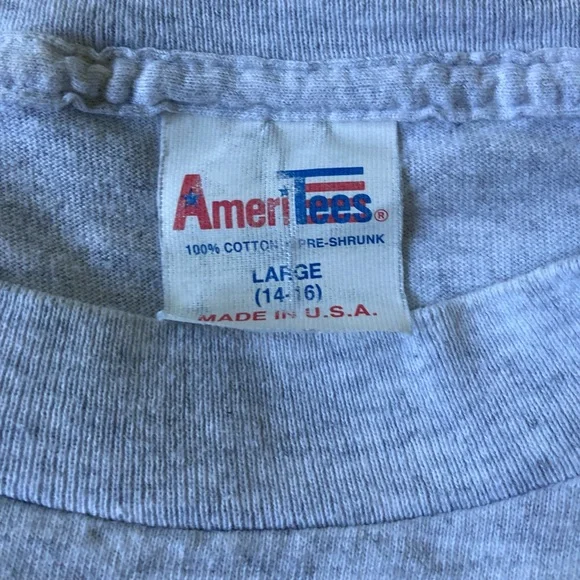 AmeriTees®
100% COTTON PRE-SHRUNK
LARGE
(14-16)
MADE IN U.S.A.